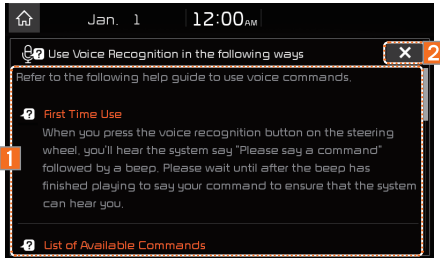 Jan. 1 12:00AM
Use Voice Recognition in the following ways
2
Refer to the following help guide to use voice commands.
First Time Use
When you press the voice recognition button on the steering
wheel, you'll hear the system say "Please say a command"
1
followed by a beep. Please wait until after the beep has
finished playing to say your command to ensure that the system
can hear you.
List of Available Commands